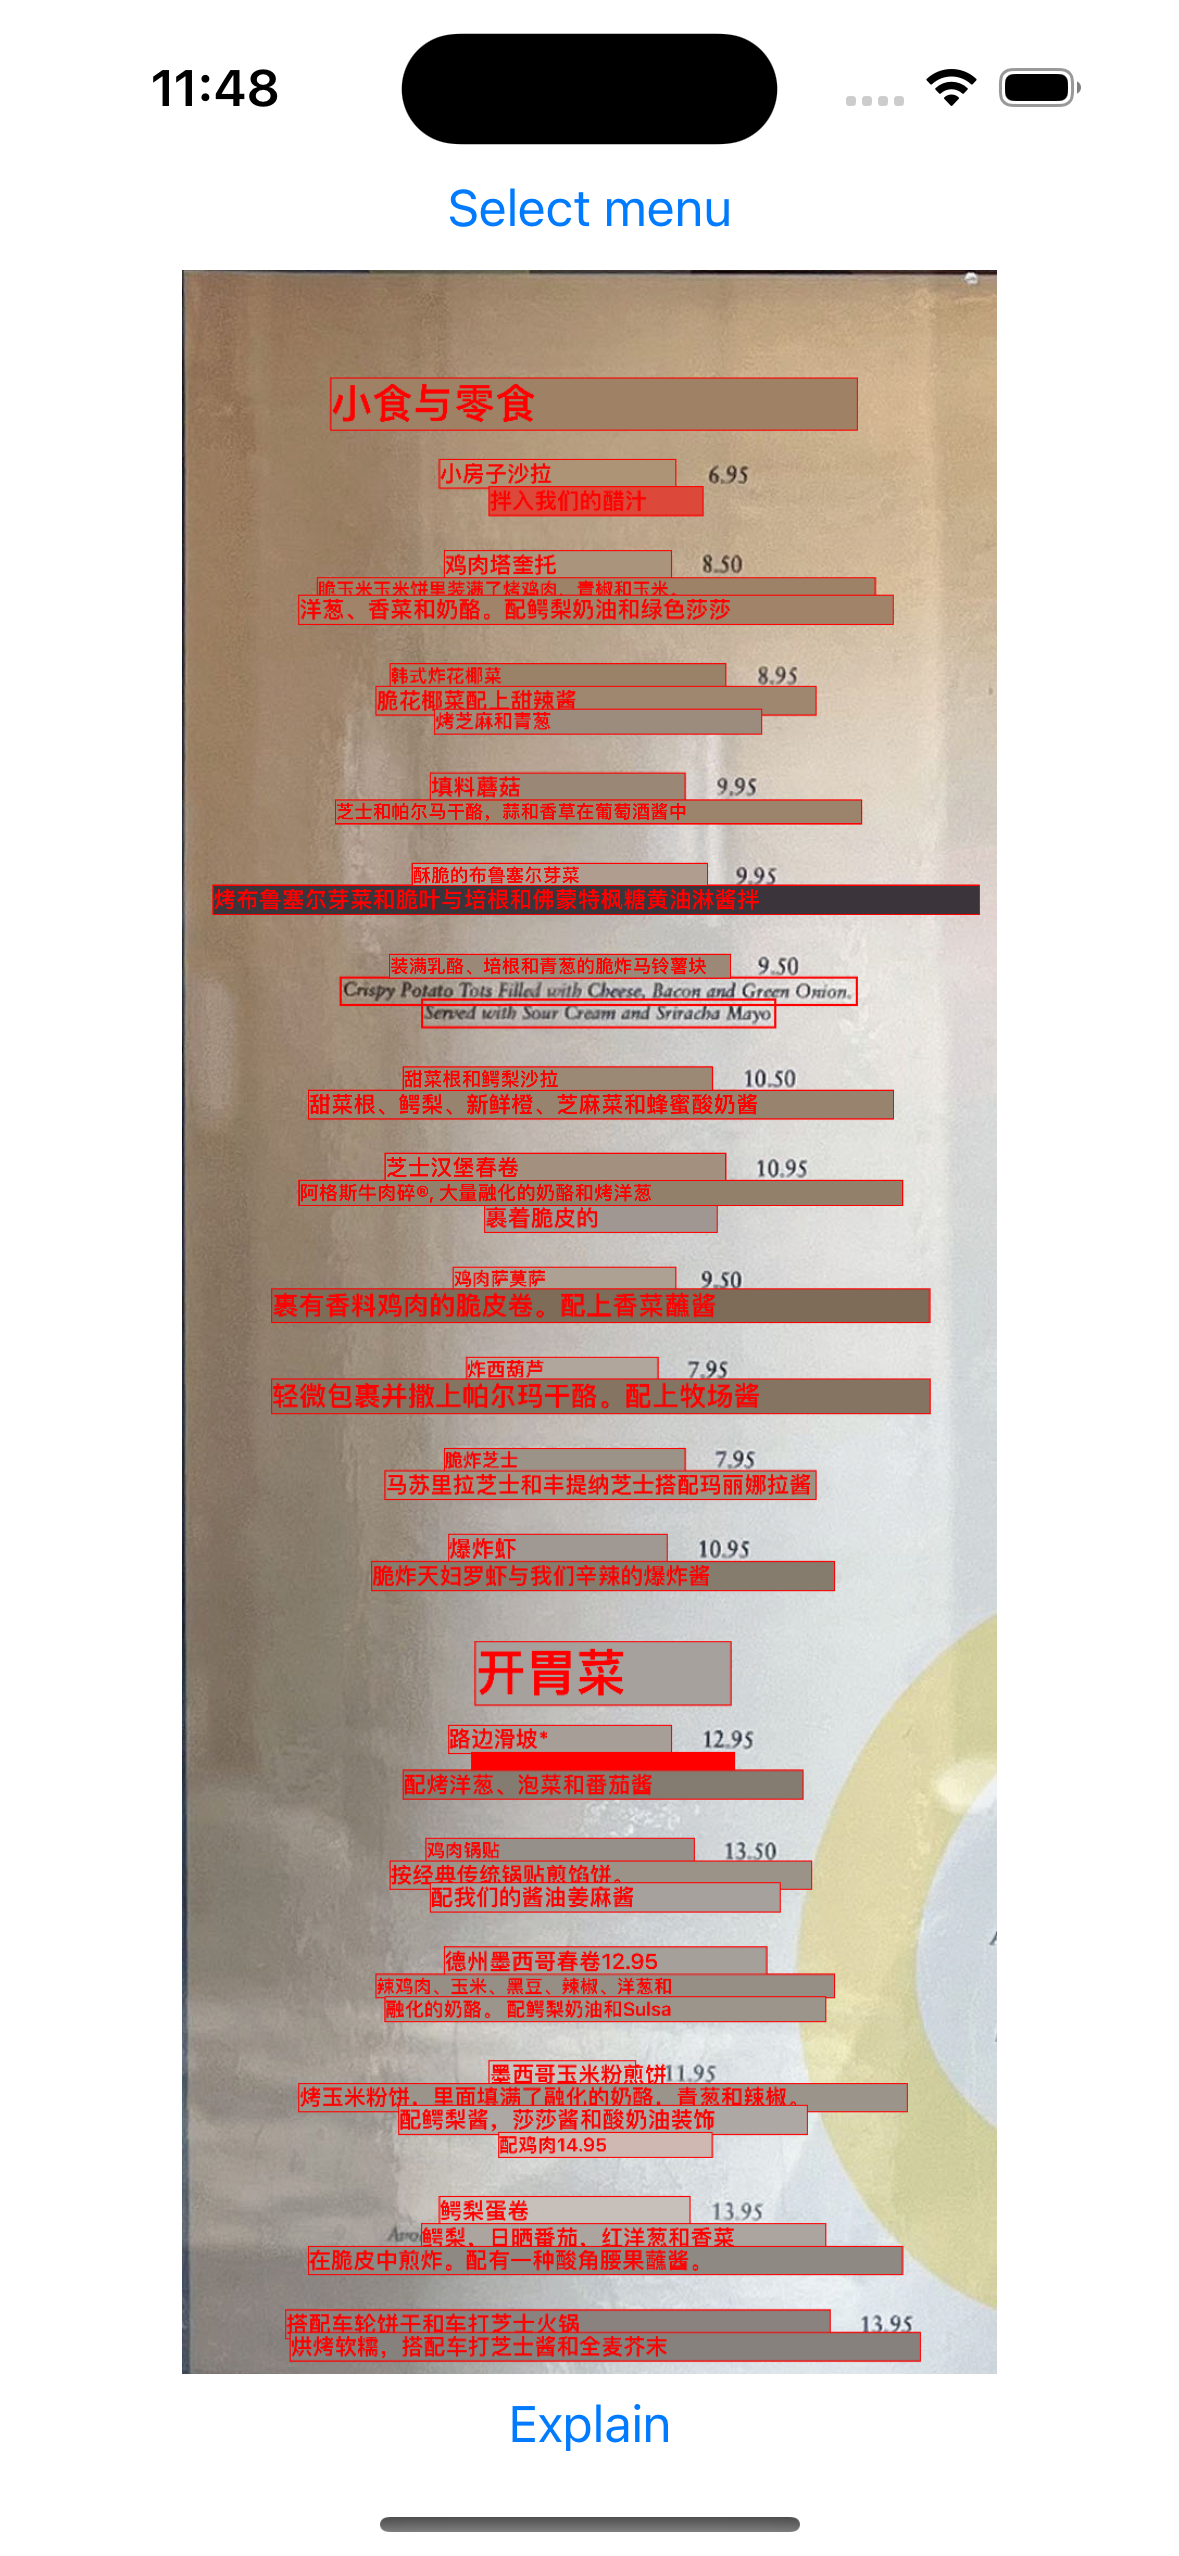 11:48
Select menu
小食与零食
小房子沙拉 6.95
拌入我们的醋汁
鸡肉塔奎托 8.50
脆玉米玉米饼里装满了烤鸡肉、青椒和玉米。
洋葱、香菜和奶酪。配鳄梨奶油和绿色莎莎
韩式炸花椰菜 8.95
脆花椰菜配上甜辣酱
烤芝麻和青葱
填料蘑菇 9.95
芝士和帕尔马干酪，蒜和香草在葡萄酒酱中
酥脆的布鲁塞尔芽菜 9.95
烤布鲁塞尔芽菜和脆叶与培根和佛蒙特枫糖黄油淋酱拌
装满乳酪、培根和青葱的脆炸马铃薯块 9.50
Crispy Potato Tots Filled with Cheese, Bacon and Green Onion.
Served with Sour Cream and Sriracha Mayo
甜菜根和鳄梨沙拉 10.50
甜菜根、鳄梨、新鲜橙、芝麻菜和蜂蜜酸奶酱
芝士汉堡春卷 10.95
阿格斯牛肉碎®, 大量融化的奶酪和烤洋葱
裹着脆皮的
鸡肉萨莫萨 9.50
裹有香料鸡肉的脆皮卷。配上香菜蘸酱
炸西葫芦 7.95
轻微包裹并撒上帕尔玛干酪。配上牧场酱
脆炸芝士 7.95
马苏里拉芝士和丰提纳芝士搭配玛丽娜拉酱
爆炸虾 10.95
脆炸天妇罗虾与我们辛辣的爆炸酱
开胃菜
路边滑坡* 12.95
配烤洋葱、泡菜和番茄酱
鸡肉锅贴 13.50
按经典传统锅贴煎馅饼。
配我们的酱油姜麻酱
德州墨西哥春卷12.95
辣鸡肉、玉米、黑豆、辣椒、洋葱和
融化的奶酪。 配鳄梨奶油和Sulsa
墨西哥玉米粉煎饼11.95
烤玉米粉饼，里面填满了融化的奶酪，青葱和辣椒。
配鳄梨酱，莎莎酱和酸奶油装饰
配鸡肉14.95
鳄梨蛋卷 13.95
鳄梨，日晒番茄，红洋葱和香菜
在脆皮中煎炸。配有一种酸角腰果蘸酱。
搭配车轮饼干和车打芝士火锅 13.95
烘烤软糯，搭配车打芝士酱和全麦芥末
Explain